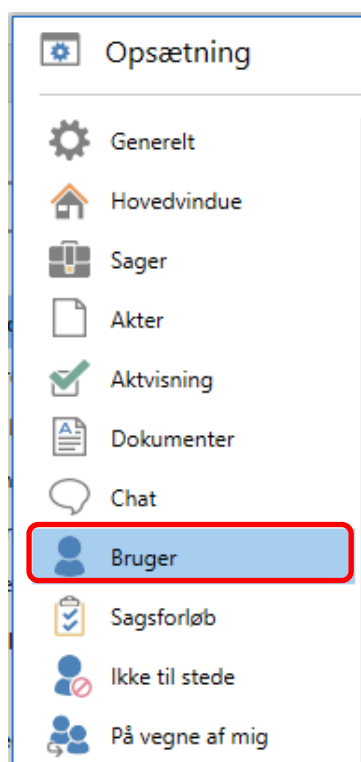 Opsætning
Generelt
Hovedvindue
Sager
Akter
Aktvisning
Dokumenter
Chat
Bruger
Sagsforløb
Ikke til stede
På vegne af mig